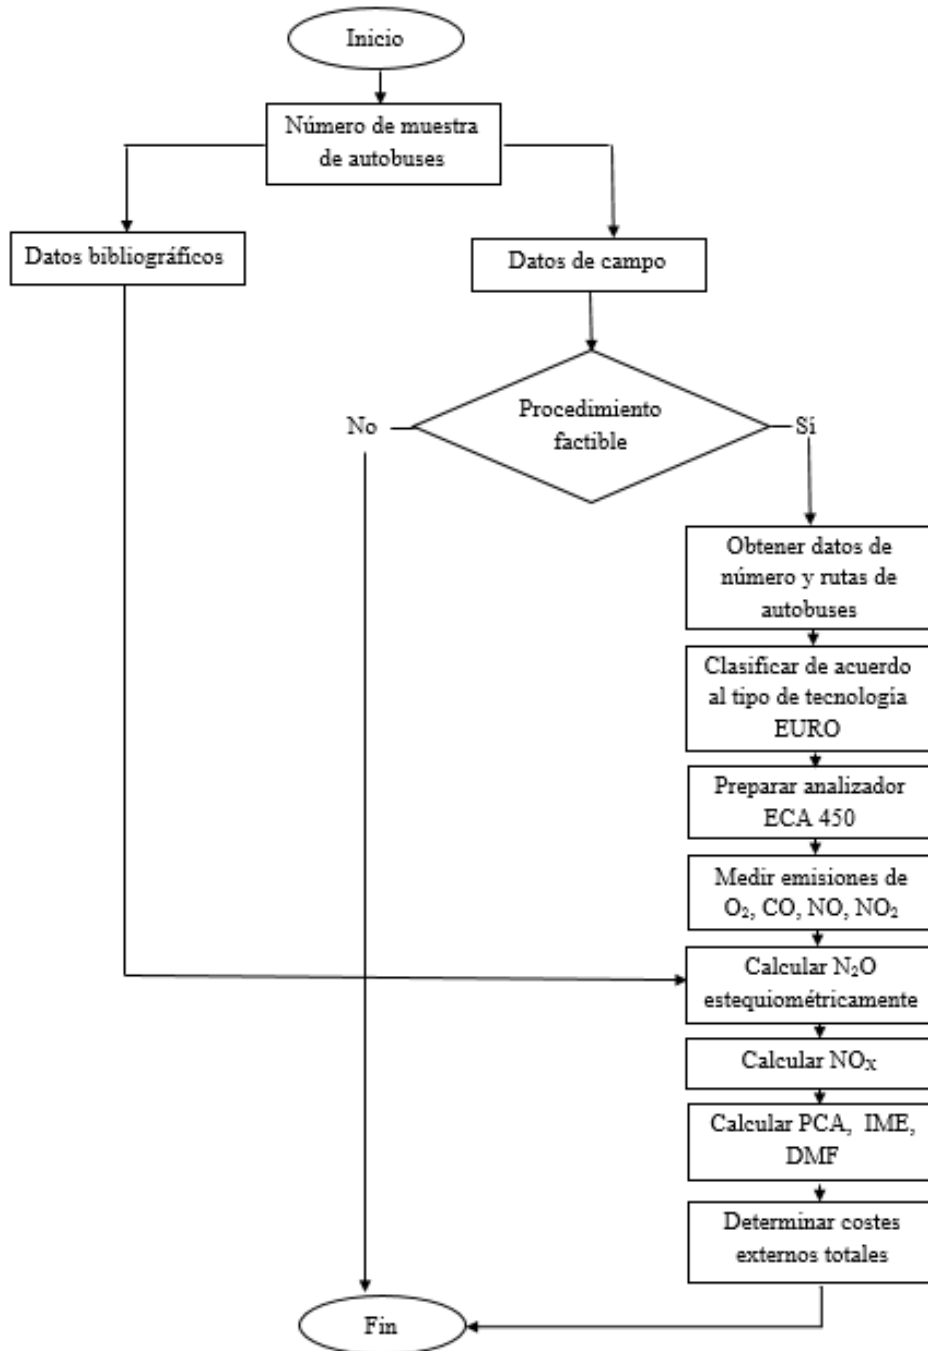 Inicio
Número de muestra
de autobuses
Datos bibliográficos
Datos de campo
Procedimiento
factible
No
Sí
Obtener datos de
número y rutas de
autobuses
Clasificar de acuerdo
al tipo de tecnología
EURO
Preparar analizador
ECA 450
Medir emisiones de
O₂, CO, NO, NO₂
Calcular N₂O
estequiométricamente
Calcular NOₓ
Calcular PCA, IME,
DMF
Determinar costes
externos totales
Fin